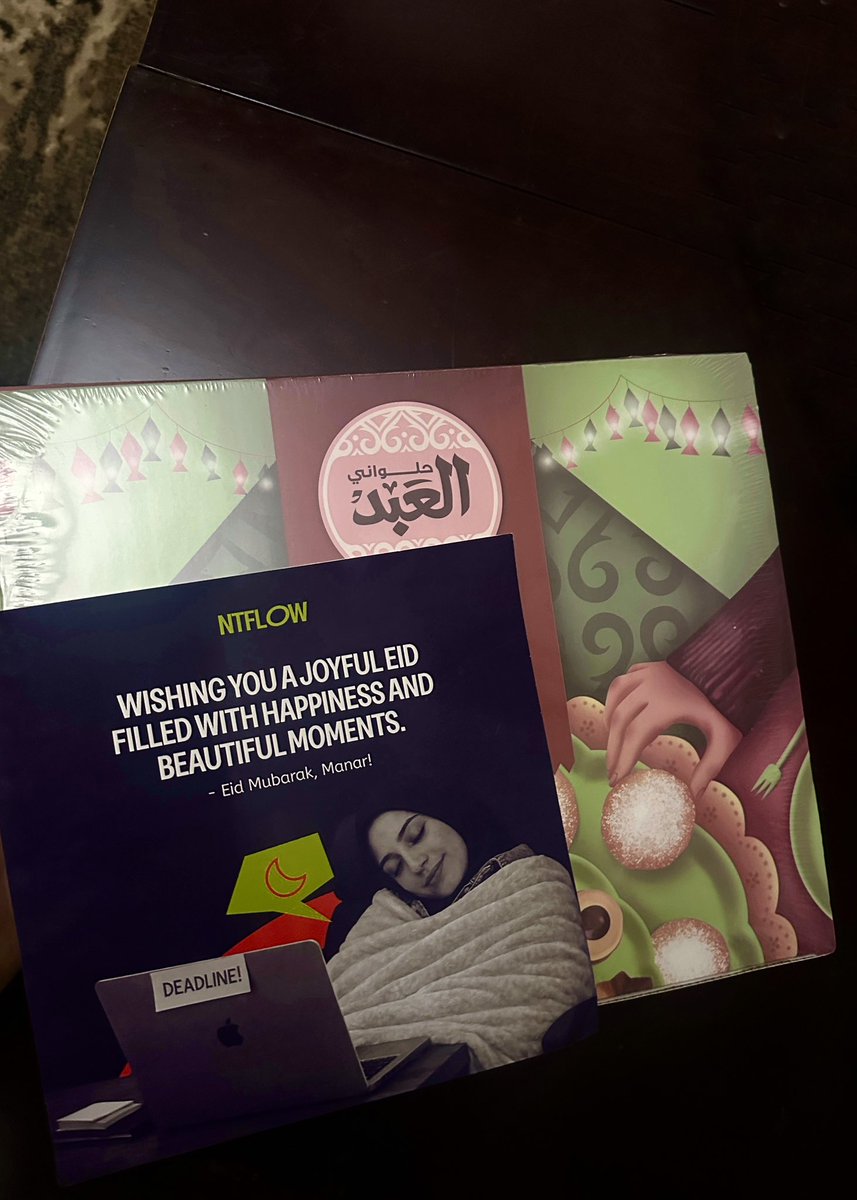 حلواني
العبد
NTFLOW
WISHING YOU A JOYFUL EID
FILLED WITH HAPPINESS AND
BEAUTIFUL MOMENTS.
- Eid Mubarak, Manar!
DEADLINE!